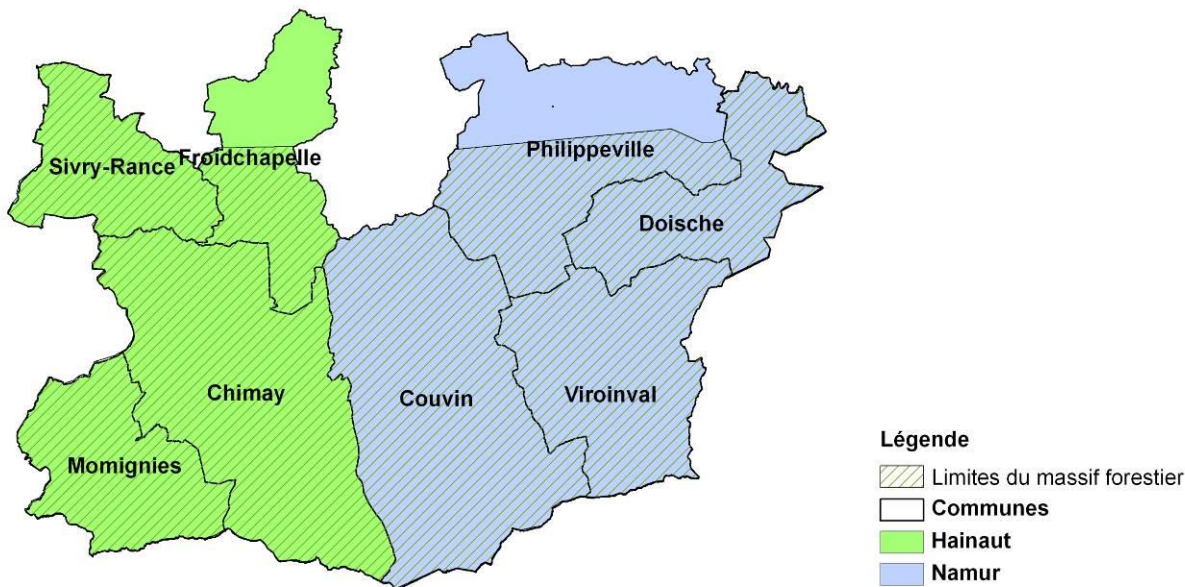 Froidchapelle
Sivry-Rance
Philippeville
Doische
Chimay
Couvin
Viroinval
Momignies
Légende
Limites du massif forestier
Communes
Hainaut
Namur